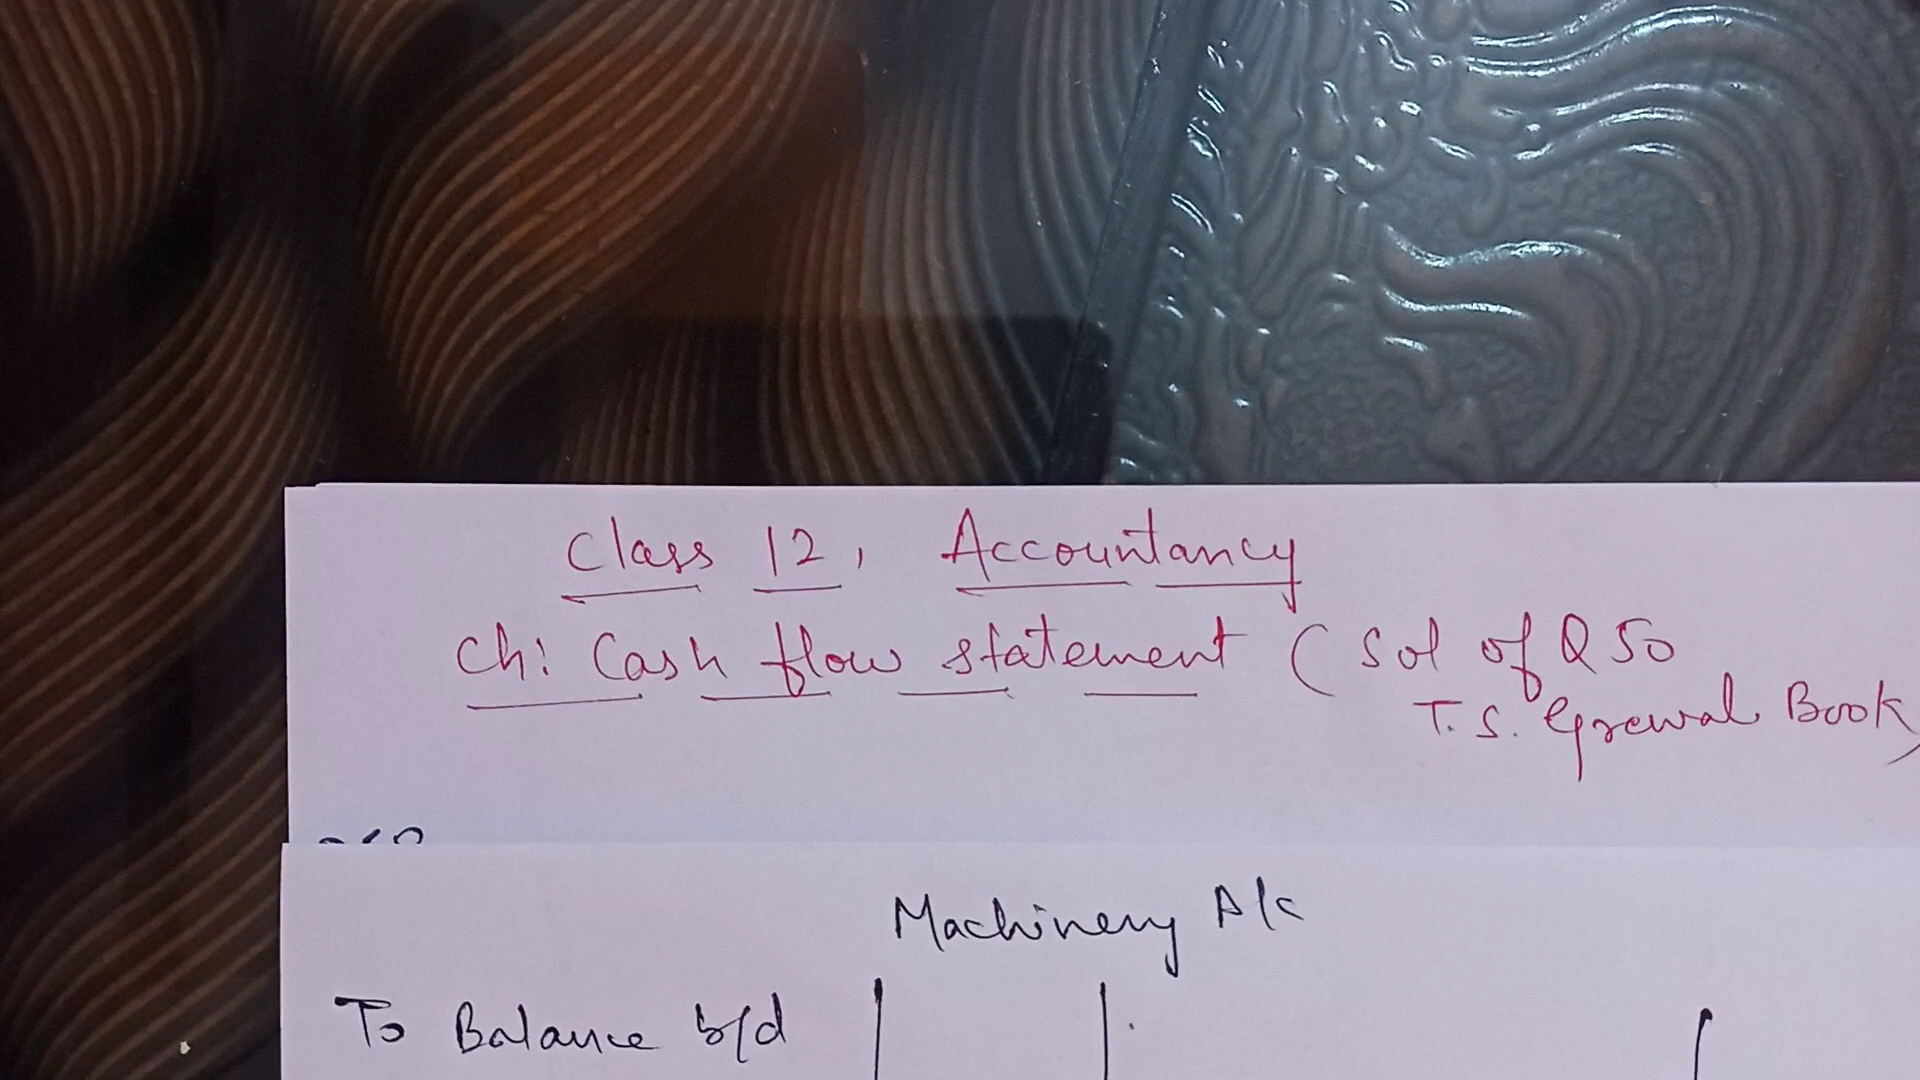 Class 12, Accountancy
Ch: Cash flow statement ( Sol of Q 50
T. S. Grewal Book)
Machinery A/c
To Balance b/d